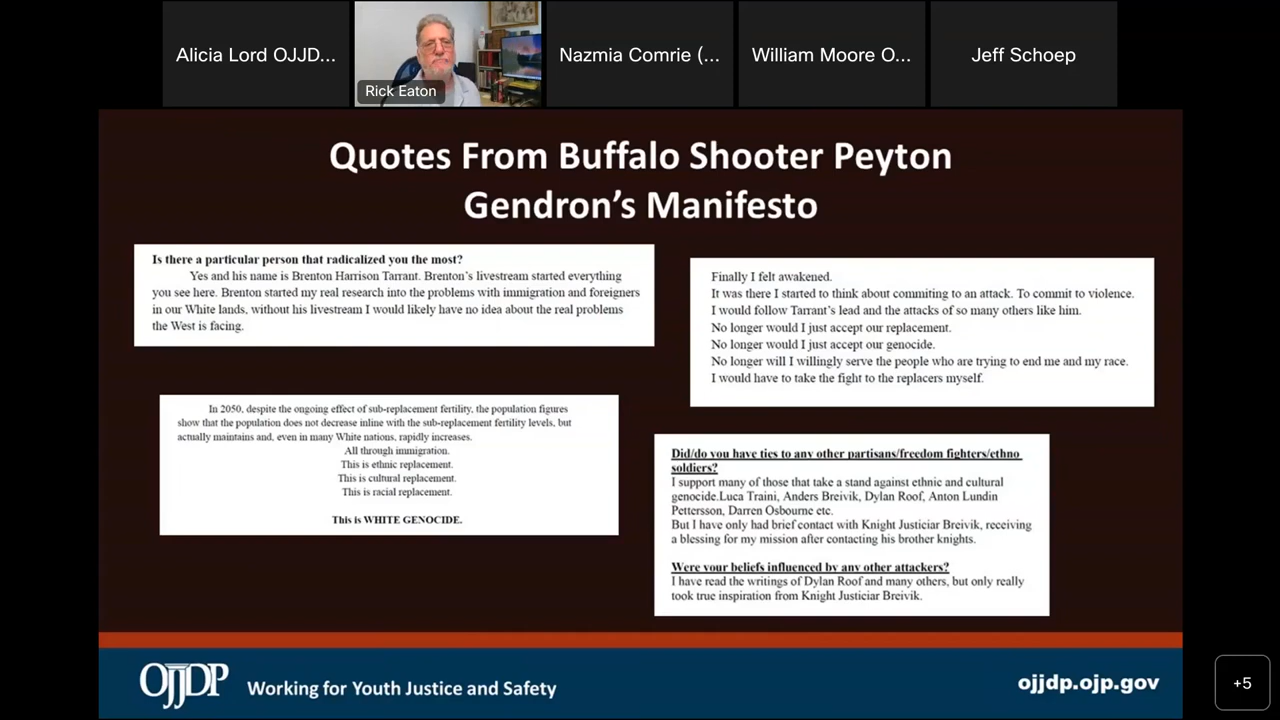 Alicia Lord OJJD...
Rick Eaton
Nazmia Comrie (...
William Moore O...
Jeff Schoep
Quotes From Buffalo Shooter Peyton
Gendron's Manifesto
Is there a particular person that radicalized you the most?
Yes and his name is Brenton Harrison Tarrant. Brenton's livestream started everything
you see here. Brenton started my real research into the problems with immigration and foreigners
in our White lands, without his livestream I would likely have no idea about the real problems
the West is facing.
Finally I felt awakened.
It was there I started to think about commiting to an attack. To commit to violence.
I would follow Tarrant's lead and the attacks of so many others like him.
No longer would I just accept our replacement.
No longer would I just accept our genocide.
No longer will I willingly serve the people who are trying to end me and my race.
I would have to take the fight to the replacers myself.
In 2050, despite the ongoing effect of sub-replacement fertility, the population figures
show that the population does not decrease inline with the sub-replacement fertility levels, but
actually maintains and, even in many White nations, rapidly increases.
All through immigration.
This is ethnic replacement.
This is cultural replacement.
This is racial replacement.
This is WHITE GENOCIDE.
Did/do you have ties to any other partisans/freedom fighters/ethno
soldiers?
I support many of those that take a stand against ethnic and cultural
genocide.Luca Traini, Anders Breivik, Dylan Roof, Anton Lundin
Pettersson, Darren Osbourne etc.
But I have only had brief contact with Knight Justiciar Breivik, receiving
a blessing for my mission after contacting his brother knights.
Were your beliefs influenced by any other attackers?
I have read the writings of Dylan Roof and many others, but only really
took true inspiration from Knight Justiciar Breivik.
OJJDP
Working for Youth Justice and Safety
ojjdp.ojp.gov
+5